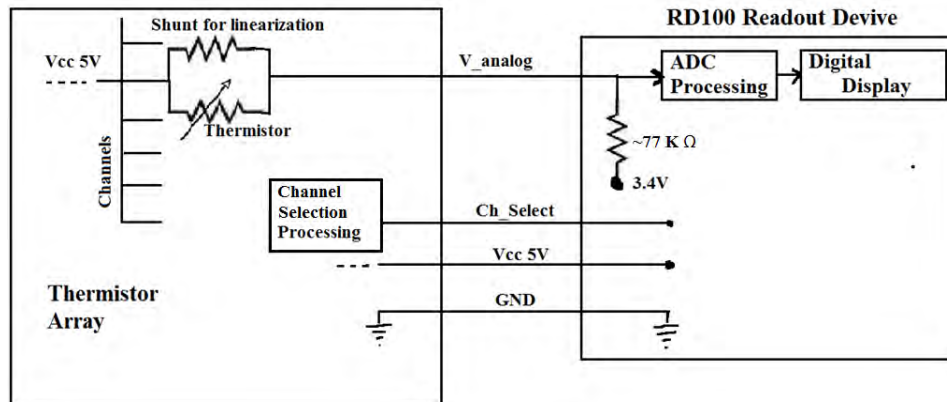 Shunt for linearization
Vcc 5V
Thermistor
Channels
Channel
Selection
Processing
Thermistor
Array
V_analog
Ch_Select
Vcc 5V
GND
RD100 Readout Devive
ADC
Processing
Digital
Display
~77 K Ω
3.4V